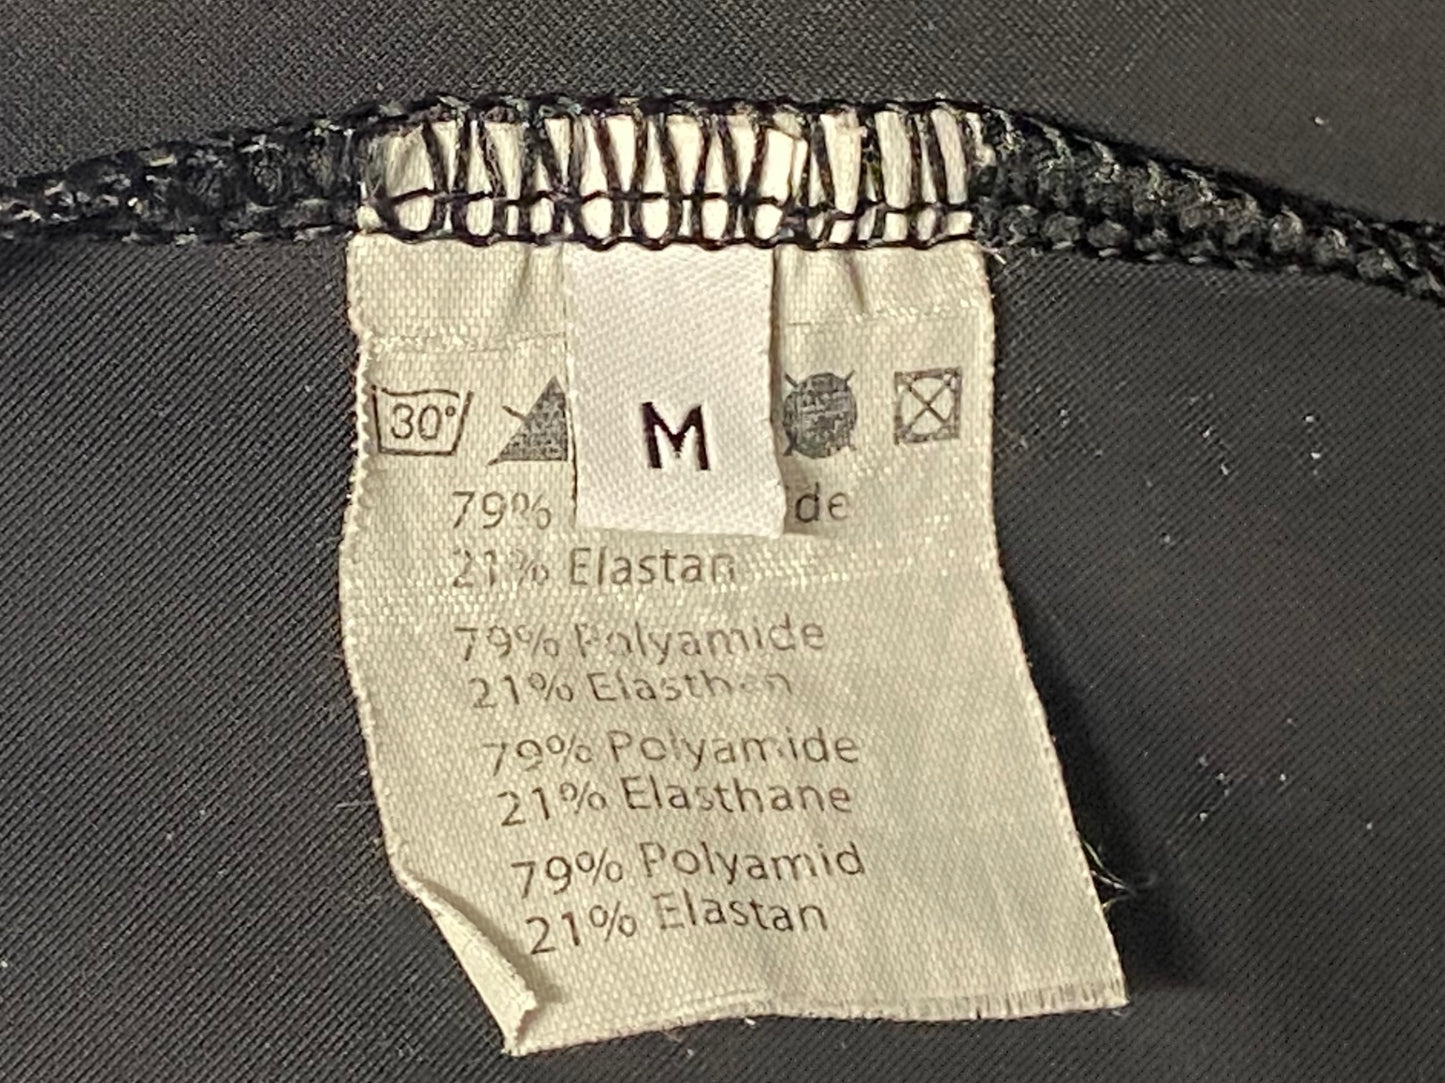 30°
M
79% de
21% Elastan
79% Polyamide
21% Elasthan
79% Polyamide
21% Elasthane
79% Polyamid
21% Elastan